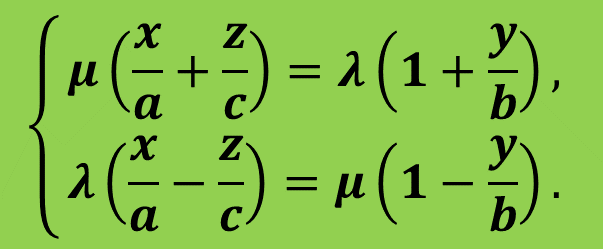 μ(x/a + z/c) = λ(1 + y/b),
λ(x/a − z/c) = μ(1 − y/b).